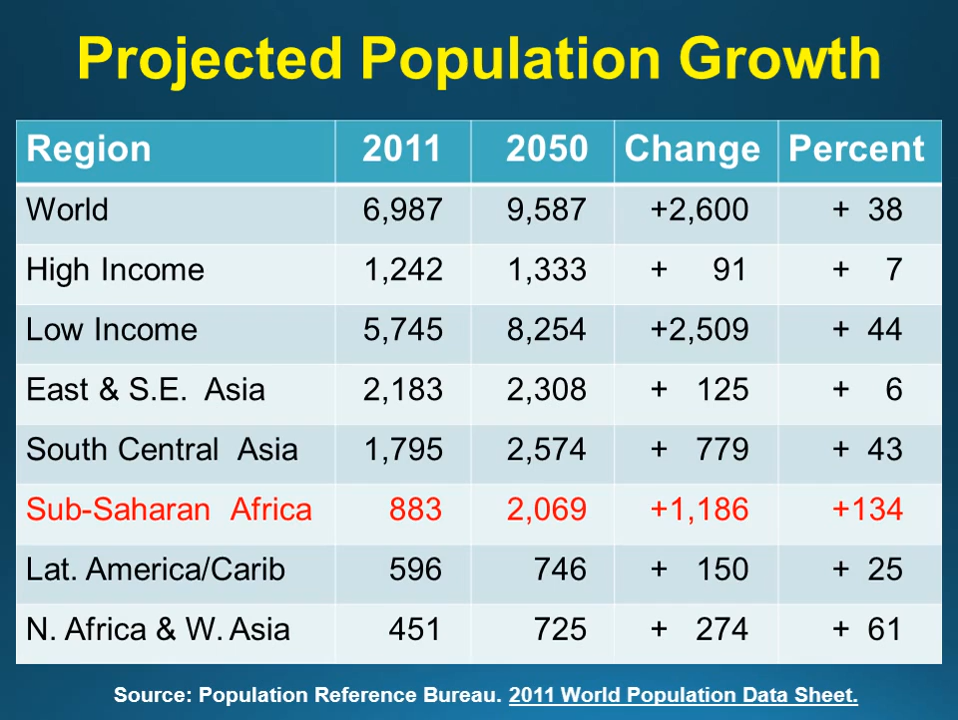 Projected Population Growth
Region 2011 2050 Change Percent
World 6,987 9,587 +2,600 + 38
High Income 1,242 1,333 + 91 + 7
Low Income 5,745 8,254 +2,509 + 44
East & S.E. Asia 2,183 2,308 + 125 + 6
South Central Asia 1,795 2,574 + 779 + 43
Sub-Saharan Africa 883 2,069 +1,186 +134
Lat. America/Carib 596 746 + 150 + 25
N. Africa & W. Asia 451 725 + 274 + 61
Source: Population Reference Bureau. 2011 World Population Data Sheet.